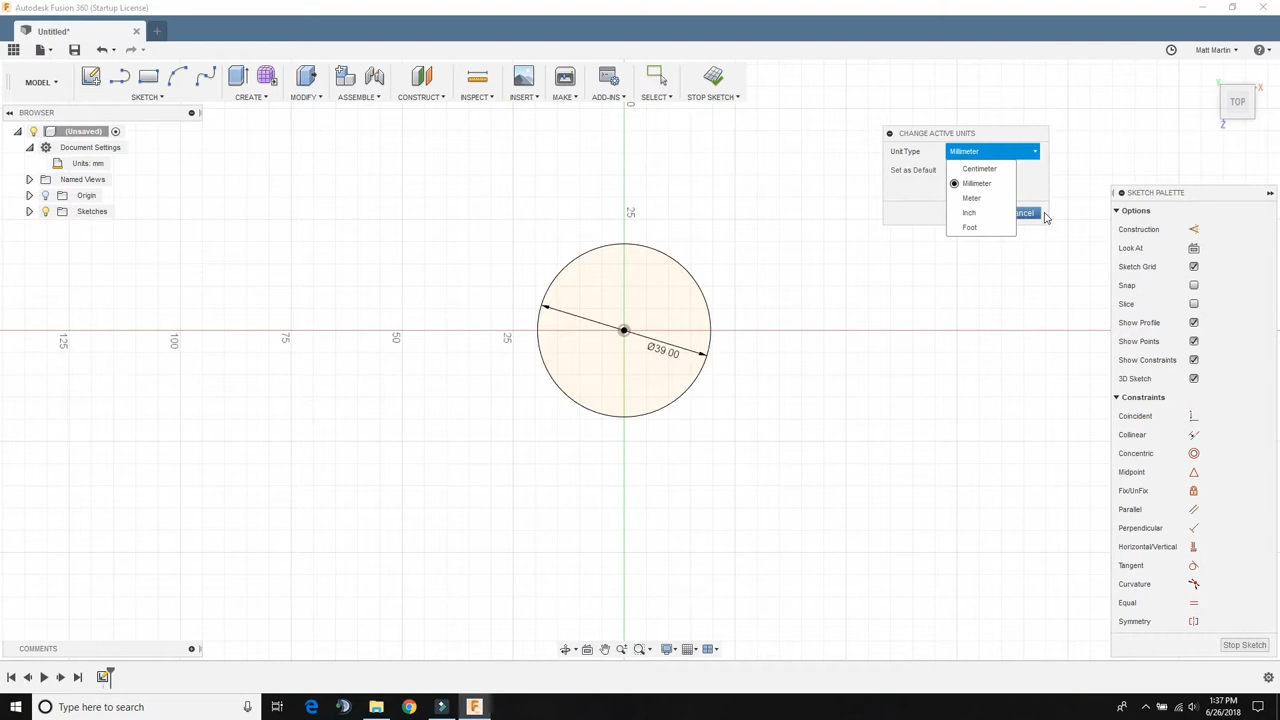 Autodesk Fusion 360 (Startup License)
Untitled*
Matt Martin
MODEL
SKETCH
CREATE
MODIFY
ASSEMBLE
CONSTRUCT
INSPECT
INSERT
MAKE
ADD-INS
SELECT
STOP SKETCH
TOP
X
Y
Z
BROWSER
(Unsaved)
Document Settings
Units: mm
Named Views
Origin
Sketches
CHANGE ACTIVE UNITS
Unit Type
Millimeter
Set as Default
Centimeter
Millimeter
Meter
Inch
Foot
ncel
0
25
125
100
75
50
25
Ø39.00
SKETCH PALETTE
Options
Construction
Look At
Sketch Grid
Snap
Slice
Show Profile
Show Points
Show Constraints
3D Sketch
Constraints
Coincident
Collinear
Concentric
Midpoint
Fix/UnFix
Parallel
Perpendicular
Horizontal/Vertical
Tangent
Curvature
Equal
Symmetry
Stop Sketch
COMMENTS
Type here to search
1:37 PM
6/26/2018